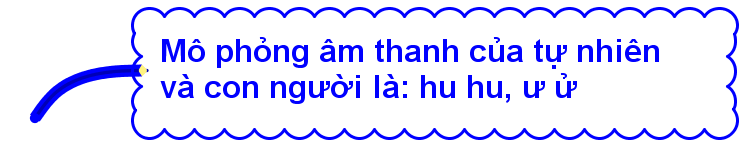 Mô phỏng âm thanh của tự nhiên
và con người là: hu hu, ư ử